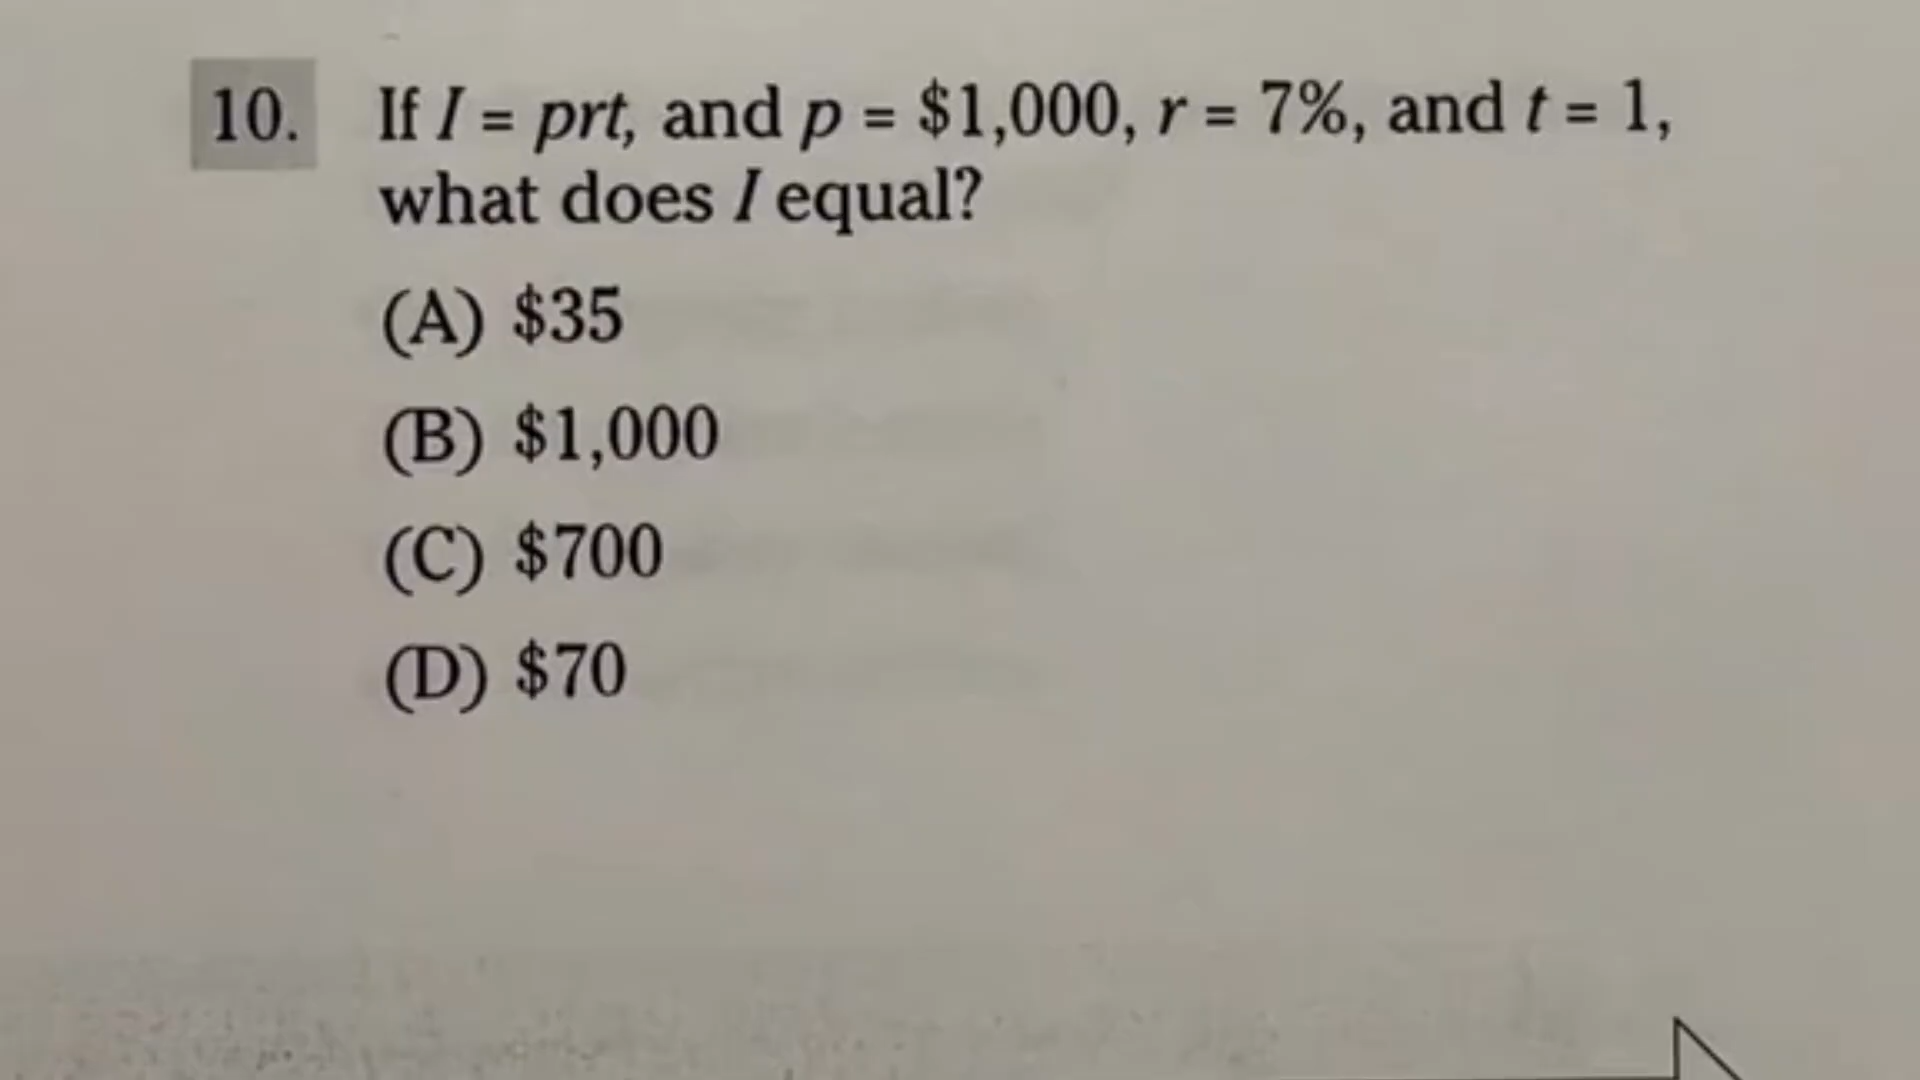 10. If I = prt, and p = $1,000, r = 7%, and t = 1,
what does I equal?
(A) $35
(B) $1,000
(C) $700
(D) $70